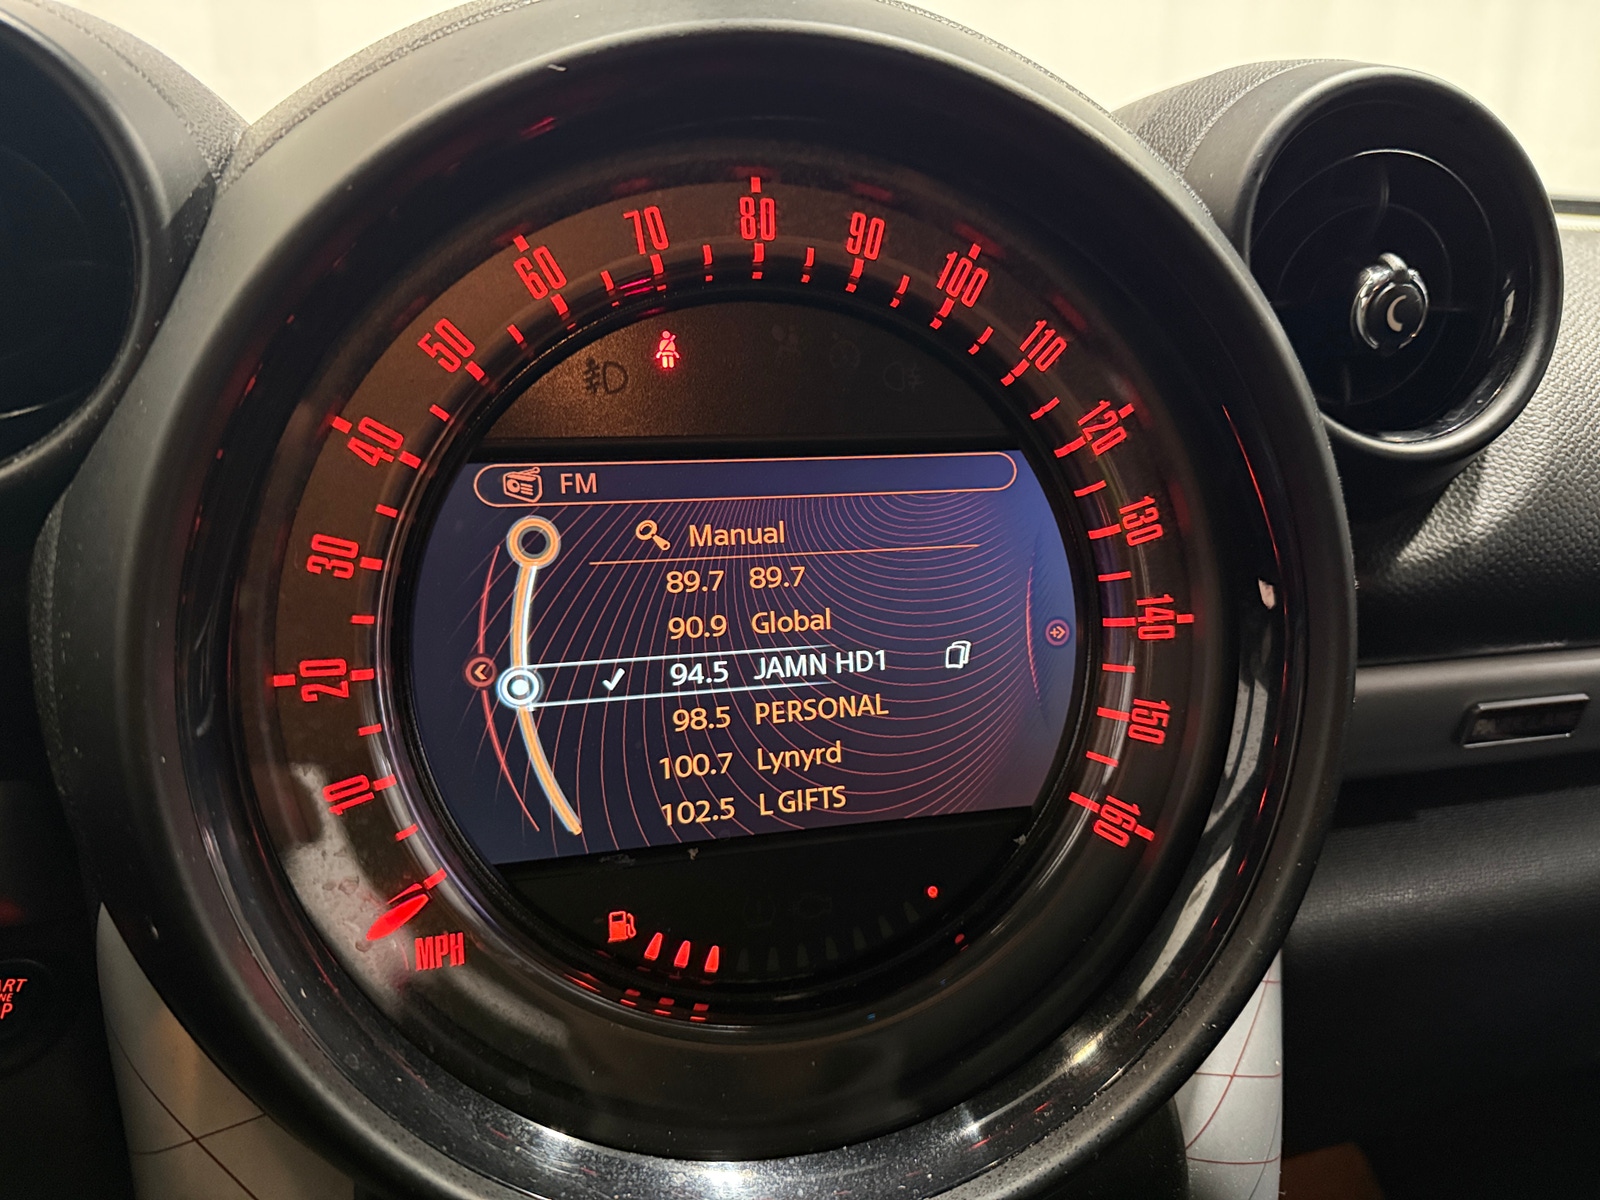 10
20
30
40
50
60
70
80
90
100
110
120
130
140
150
160
MPH
FM
Manual
89.7 89.7
90.9 Global
94.5 JAMN HD1
98.5 PERSONAL
100.7 Lynyrd
102.5 L GIFTS